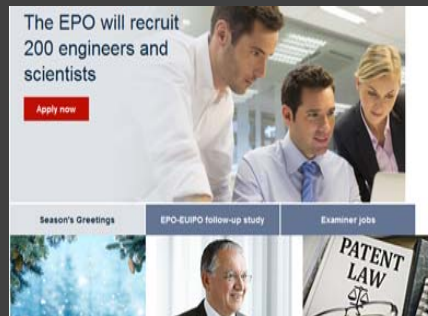 The EPO will recruit
200 engineers and
scientists
Apply now
Season's Greetings
EPO-EUIPO follow-up study
Examiner jobs
PATENT
LAW